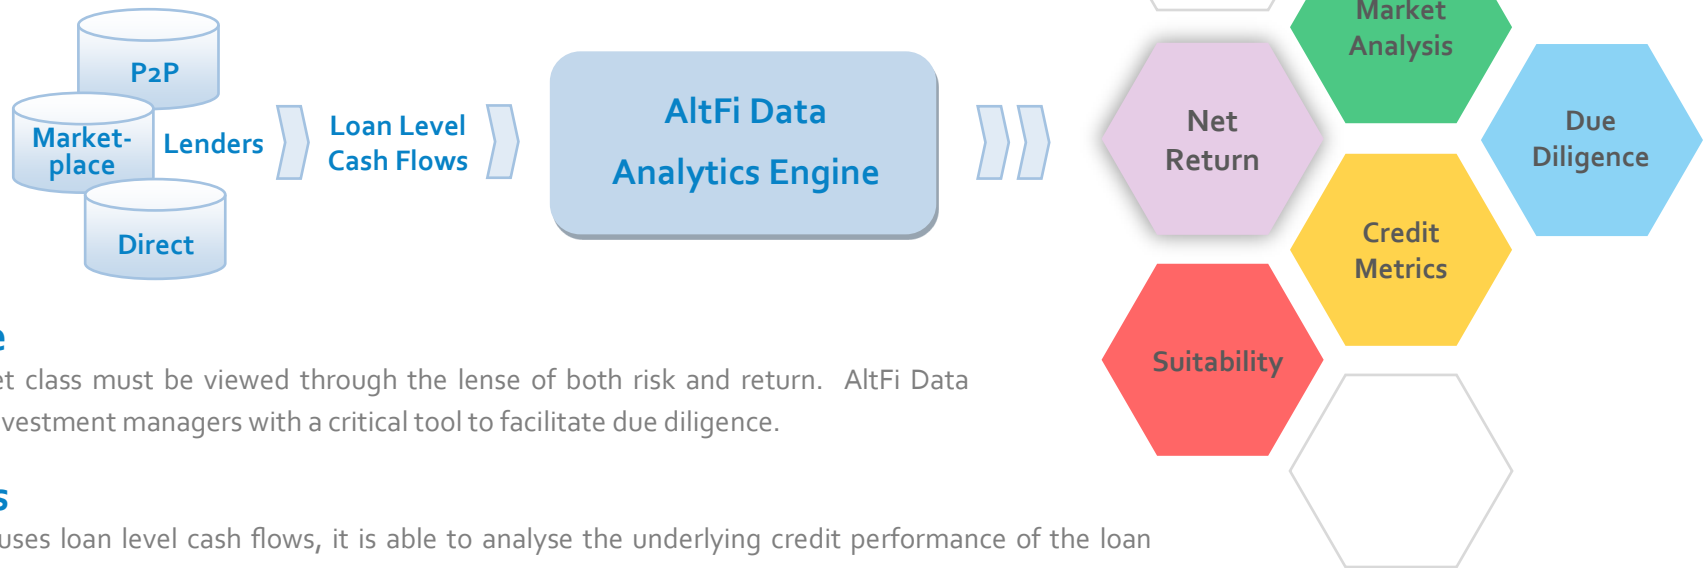 P2P
Market-
place
Lenders
Direct
Loan Level
Cash Flows
AltFi Data
Analytics Engine
Market
Analysis
Net
Return
Due
Diligence
Credit
Metrics
Suitability
e
et class must be viewed through the lense of both risk and return. AltFi Data
vestment managers with a critical tool to facilitate due diligence.
s
uses loan level cash flows, it is able to analyse the underlying credit performance of the loan